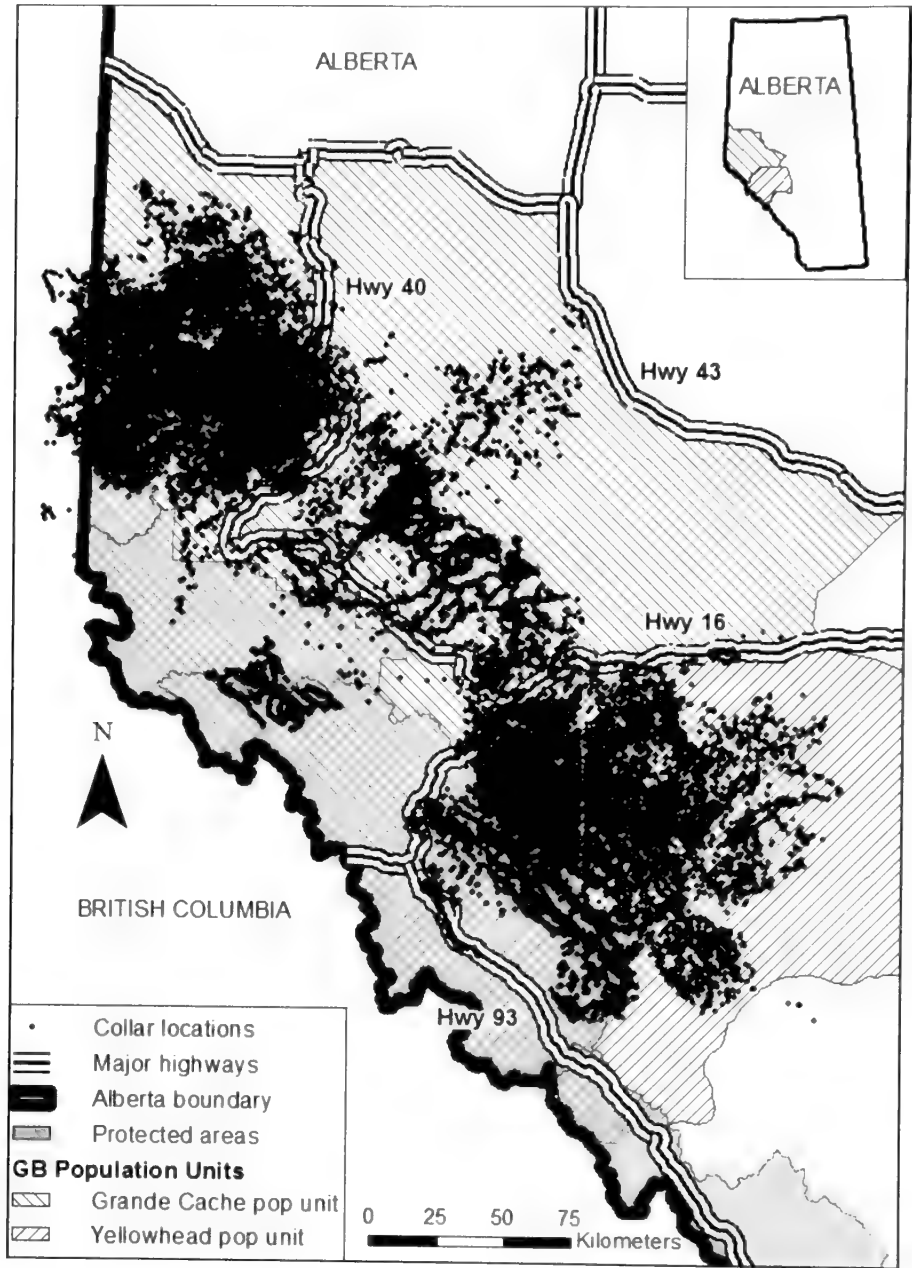 ALBERTA
ALBERTA
Hwy 40
Hwy 43
Hwy 16
N
BRITISH COLUMBIA
Hwy 93
Collar locations
Major highways
Alberta boundary
Protected areas
GB Population Units
Grande Cache pop unit
Yellowhead pop unit
0 25 50 75
Kilometers